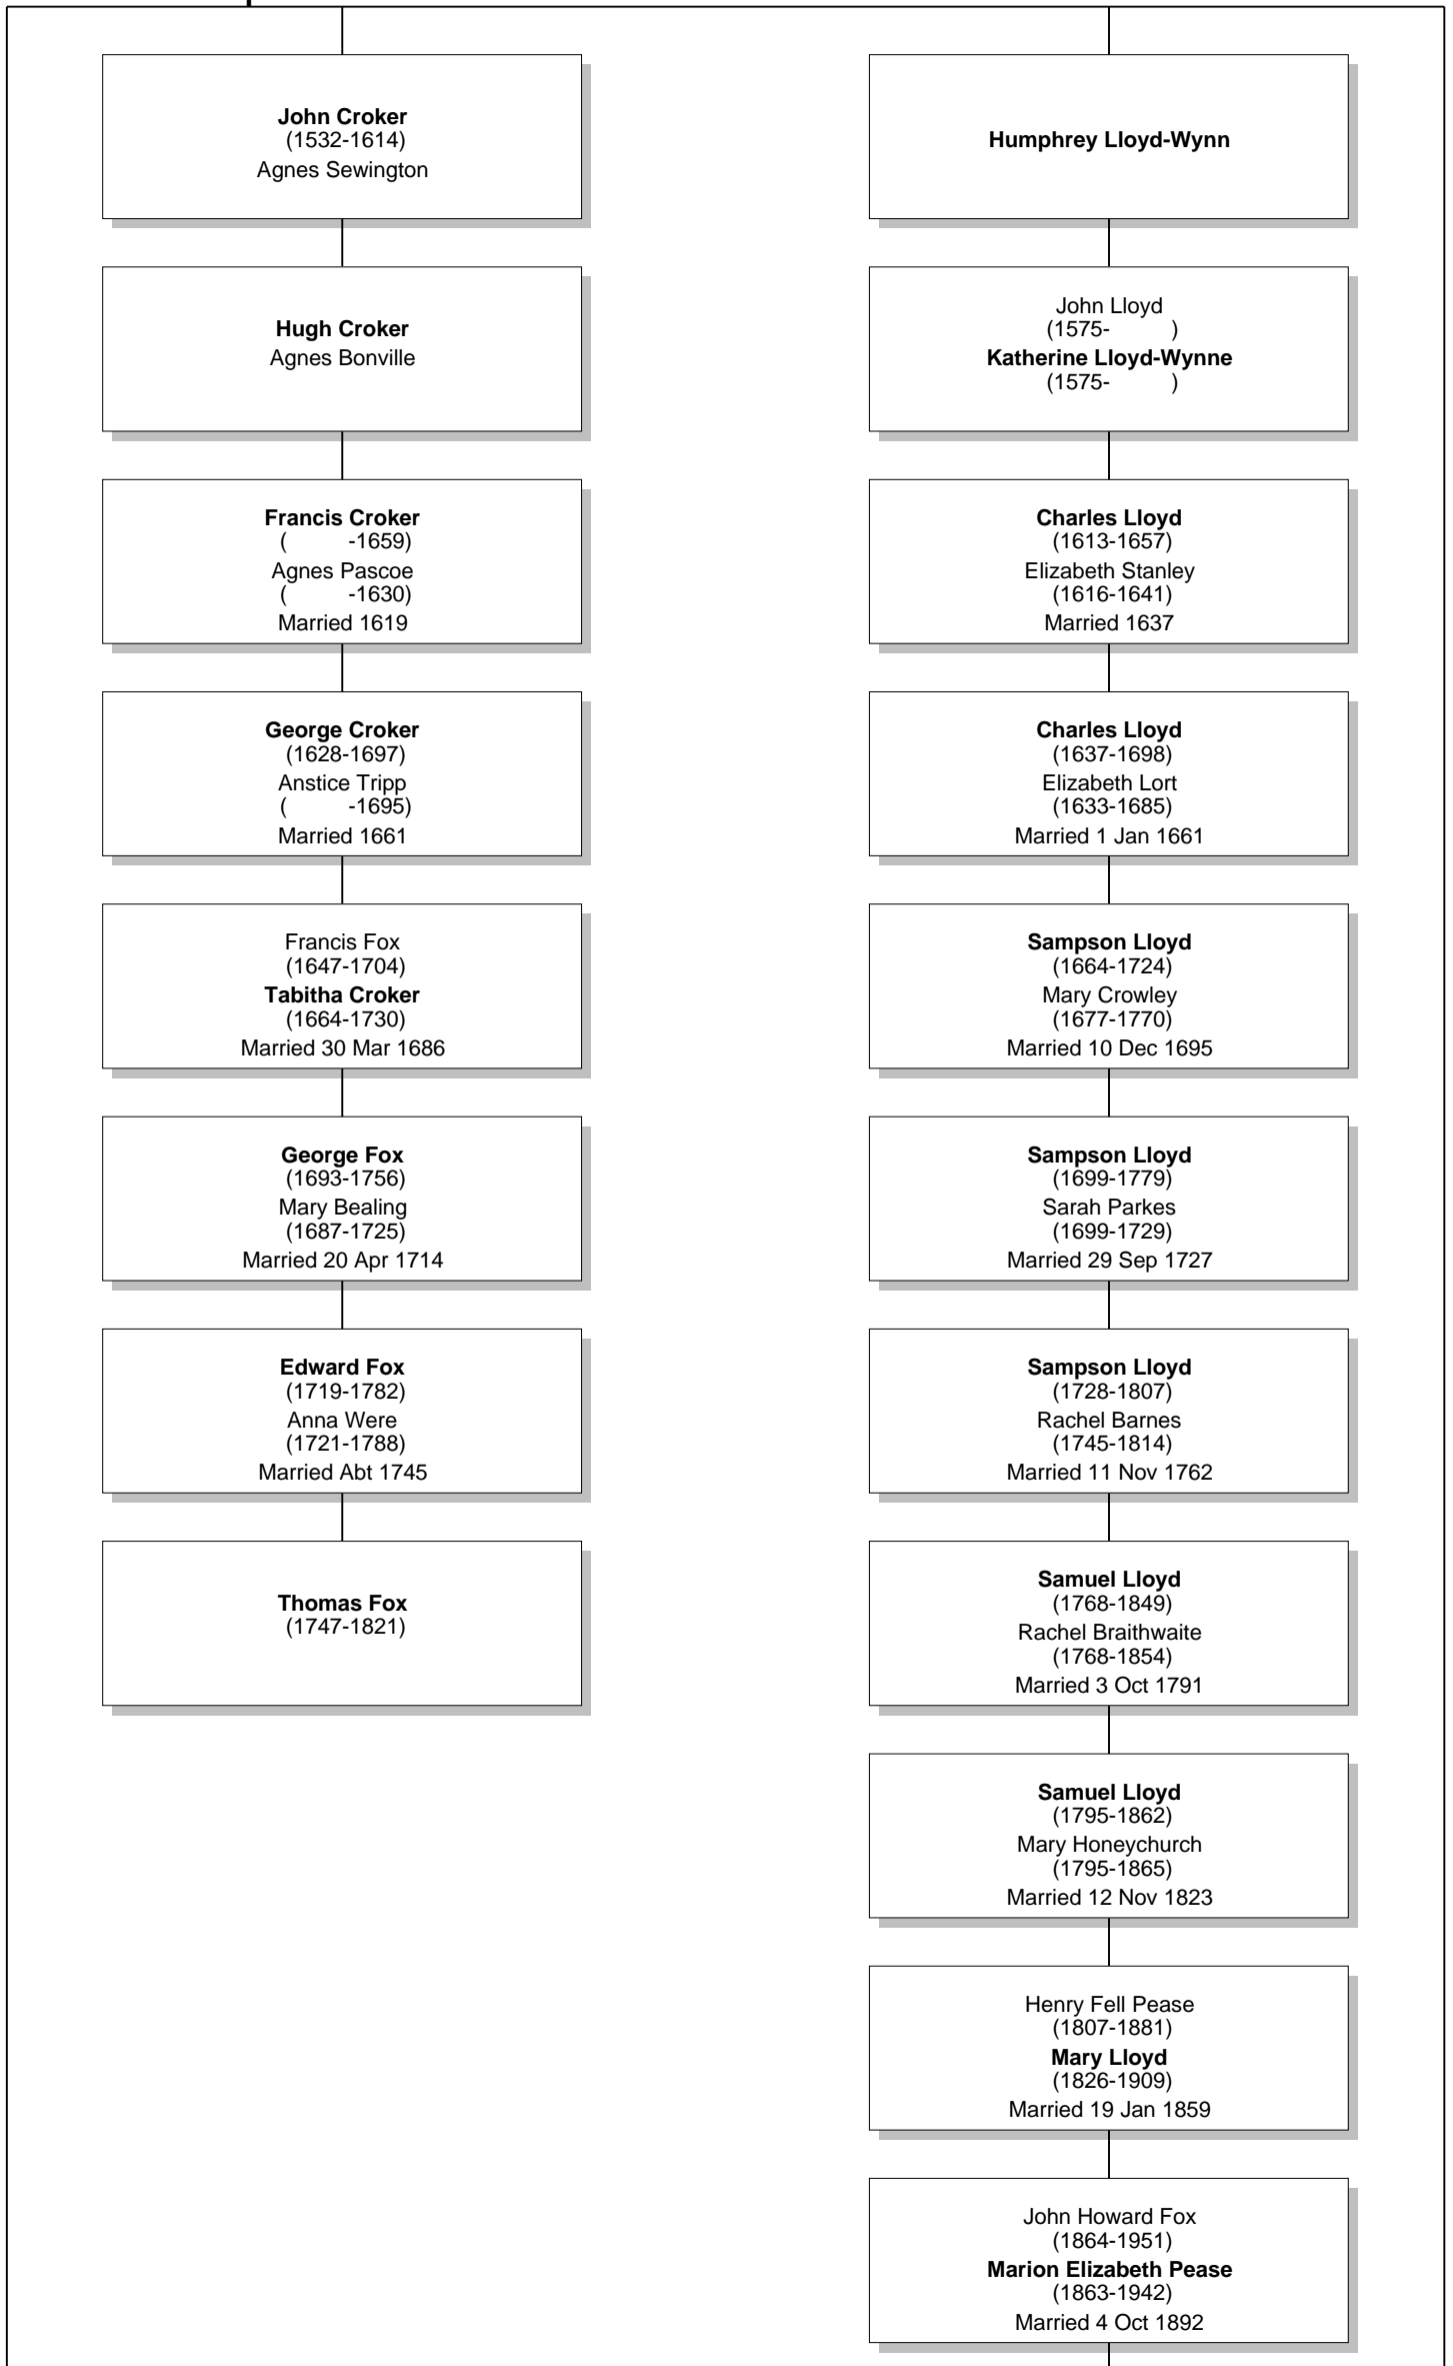 John Croker
(1532-1614)
Agnes Sewington
Hugh Croker
Agnes Bonville
Francis Croker
( -1659)
Agnes Pascoe
( -1630)
Married 1619
George Croker
(1628-1697)
Anstice Tripp
( -1695)
Married 1661
Francis Fox
(1647-1704)
Tabitha Croker
(1664-1730)
Married 30 Mar 1686
George Fox
(1693-1756)
Mary Bealing
(1687-1725)
Married 20 Apr 1714
Edward Fox
(1719-1782)
Anna Were
(1721-1788)
Married Abt 1745
Thomas Fox
(1747-1821)
Humphrey Lloyd-Wynn
John Lloyd
(1575- )
Katherine Lloyd-Wynne
(1575- )
Charles Lloyd
(1613-1657)
Elizabeth Stanley
(1616-1641)
Married 1637
Charles Lloyd
(1637-1698)
Elizabeth Lort
(1633-1685)
Married 1 Jan 1661
Sampson Lloyd
(1664-1724)
Mary Crowley
(1677-1770)
Married 10 Dec 1695
Sampson Lloyd
(1699-1779)
Sarah Parkes
(1699-1729)
Married 29 Sep 1727
Sampson Lloyd
(1728-1807)
Rachel Barnes
(1745-1814)
Married 11 Nov 1762
Samuel Lloyd
(1768-1849)
Rachel Braithwaite
(1768-1854)
Married 3 Oct 1791
Samuel Lloyd
(1795-1862)
Mary Honeychurch
(1795-1865)
Married 12 Nov 1823
Henry Fell Pease
(1807-1881)
Mary Lloyd
(1826-1909)
Married 19 Jan 1859
John Howard Fox
(1864-1951)
Marion Elizabeth Pease
(1863-1942)
Married 4 Oct 1892